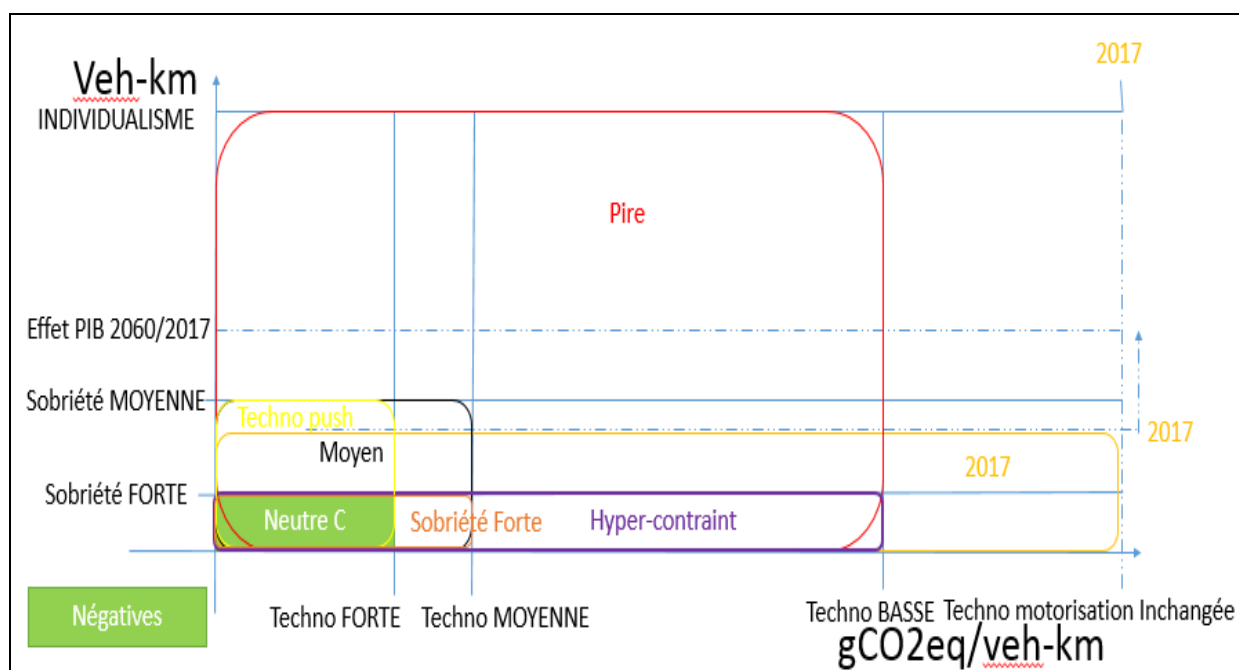 2017
Veh-km
INDIVIDUALISME
Pire
Effet PIB 2060/2017
Sobriété MOYENNE
Techno push
2017
Moyen
2017
Sobriété FORTE
Neutre C
Sobriété Forte
Hyper-contraint
Négatives
Techno FORTE
Techno MOYENNE
Techno BASSE
Techno motorisation Inchangée
gCO2eq/veh-km